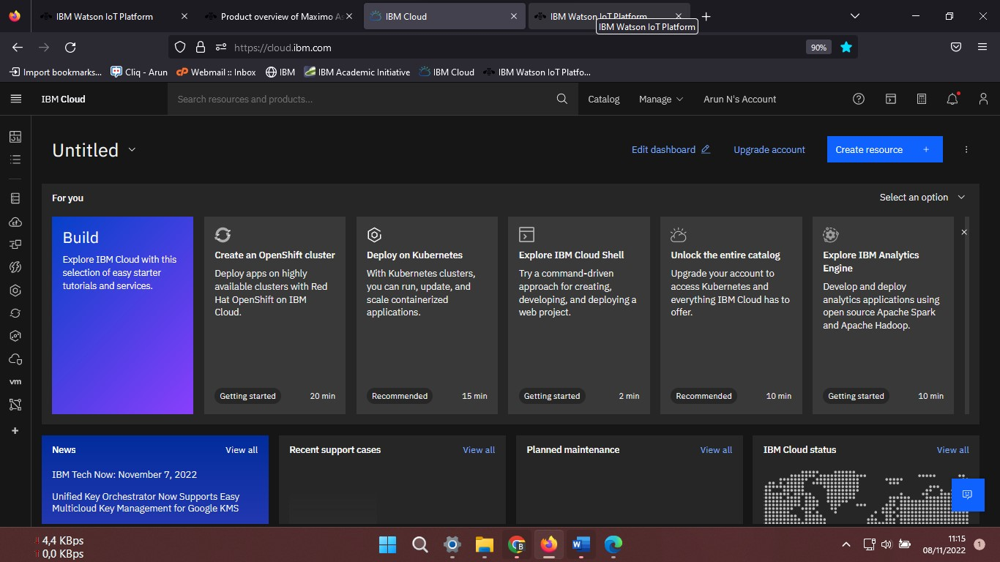 IBM Watson IoT Platform
Product overview of Maximo As
IBM Cloud
IBM Watson IoT Platform
IBM Watson IoT Platform
https://cloud.ibm.com
90%
Import bookmarks...
Cliq - Arun
Webmail :: Inbox
IBM
IBM Academic Initiative
IBM Cloud
IBM Watson IoT Platfo...
IBM Cloud
Search resources and products...
Catalog
Manage
Arun N's Account
Untitled
Edit dashboard
Upgrade account
Create resource +
For you
Select an option
Build
Explore IBM Cloud with this
selection of easy starter
tutorials and services.
Create an OpenShift cluster
Deploy apps on highly
available clusters with Red
Hat OpenShift on IBM
Cloud.
Getting started
20 min
Deploy on Kubernetes
With Kubernetes clusters,
you can run, update, and
scale containerized
applications.
Recommended
15 min
Explore IBM Cloud Shell
Try a command-driven
approach for creating,
developing, and deploying a
web project.
Getting started
2 min
Unlock the entire catalog
Upgrade your account to
access Kubernetes and
everything IBM Cloud has to
offer.
Recommended
10 min
Explore IBM Analytics
Engine
Develop and deploy
analytics applications using
open source Apache Spark
and Apache Hadoop.
Getting started
10 min
vm
News
View all
IBM Tech Now: November 7, 2022
Unified Key Orchestrator Now Supports Easy
Multicloud Key Management for Google KMS
Recent support cases
View all
Planned maintenance
View all
IBM Cloud status
View all
4,4 KBps
0,0 KBps
11:15
08/11/2022
1